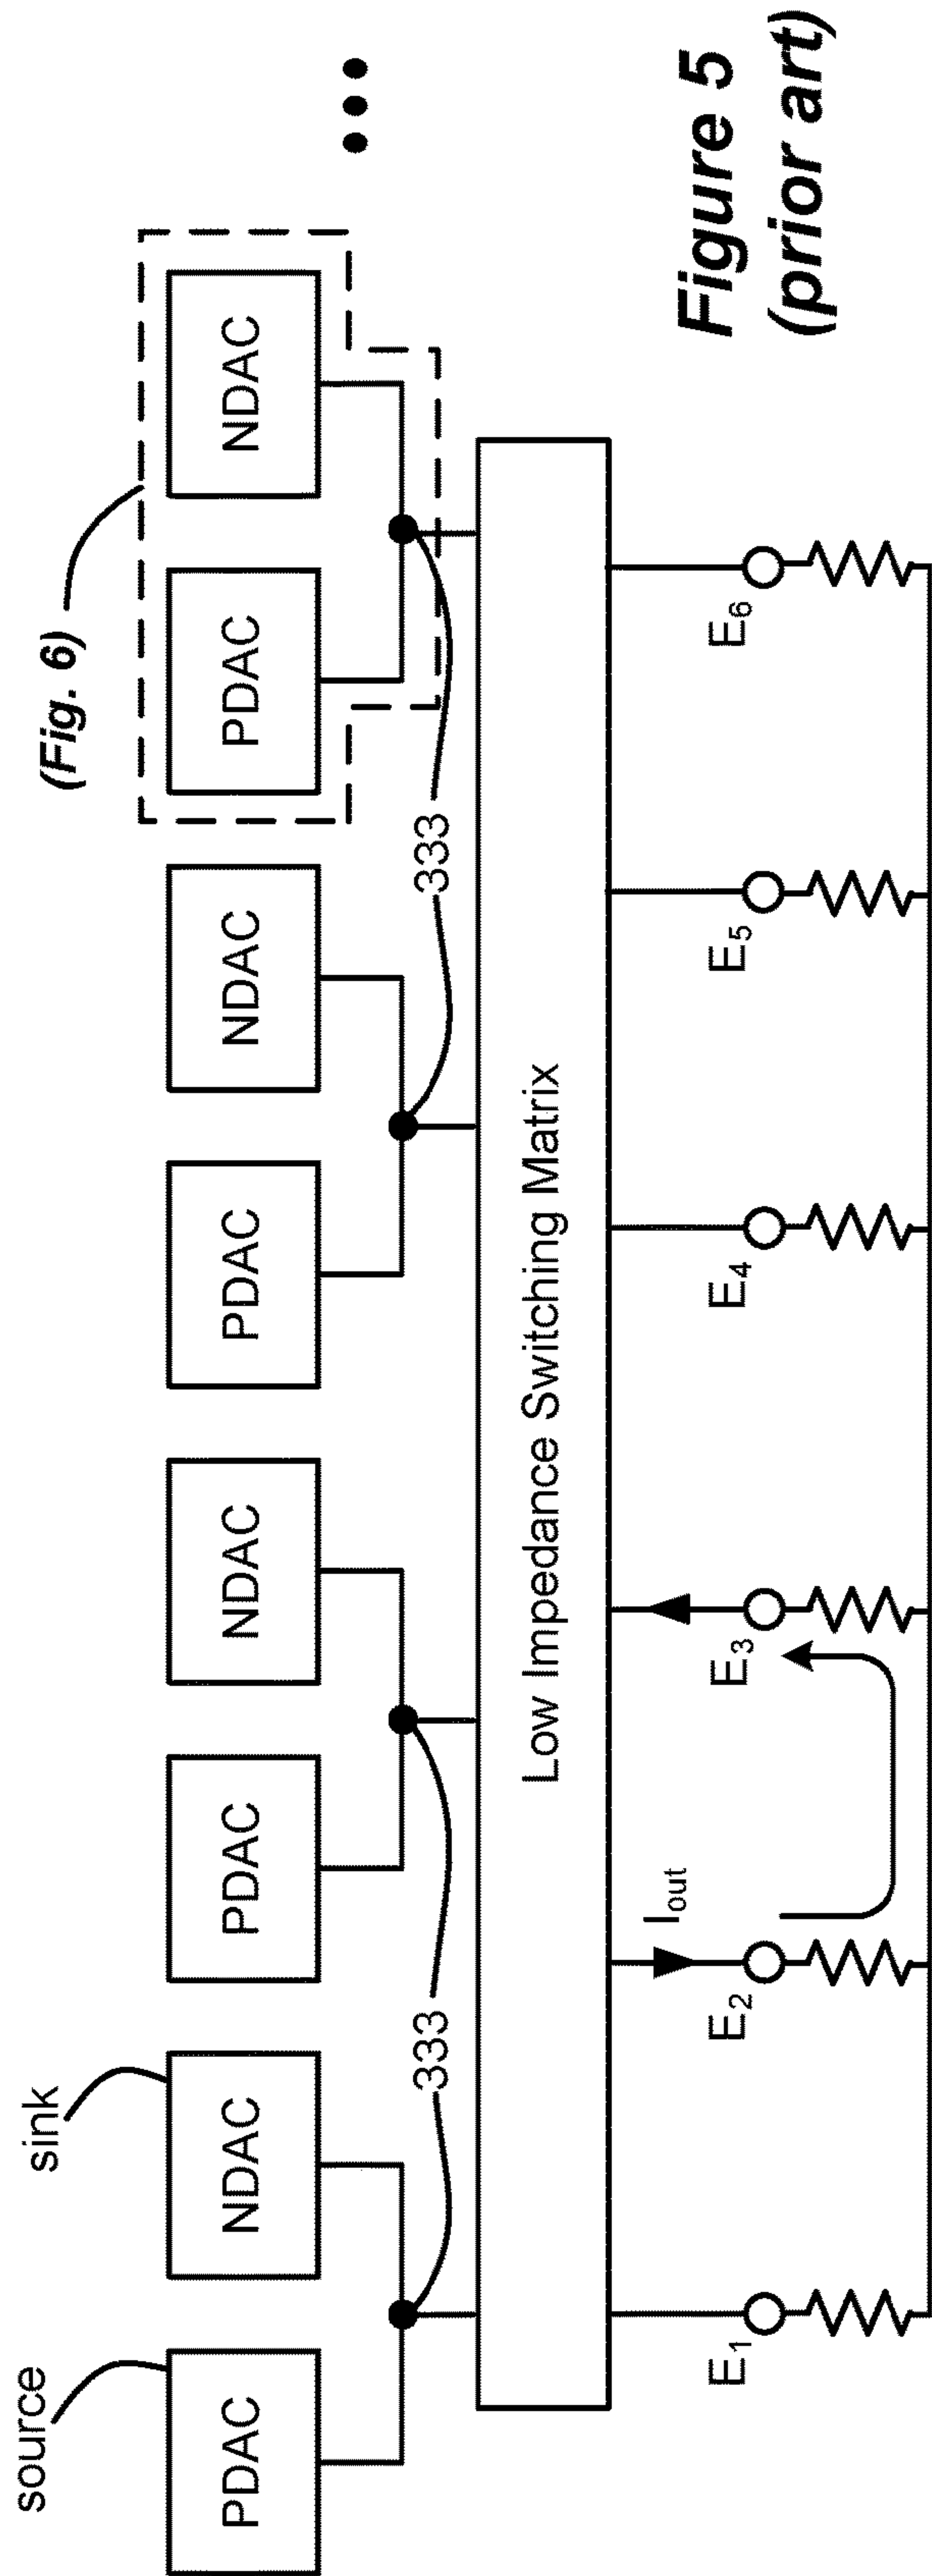 (Fig. 6)
source
sink
PDAC
NDAC
PDAC
NDAC
PDAC
NDAC
PDAC
NDAC
333
333
Low Impedance Switching Matrix
Iout
E1
E2
E3
E4
E5
E6
Figure 5
(prior art)